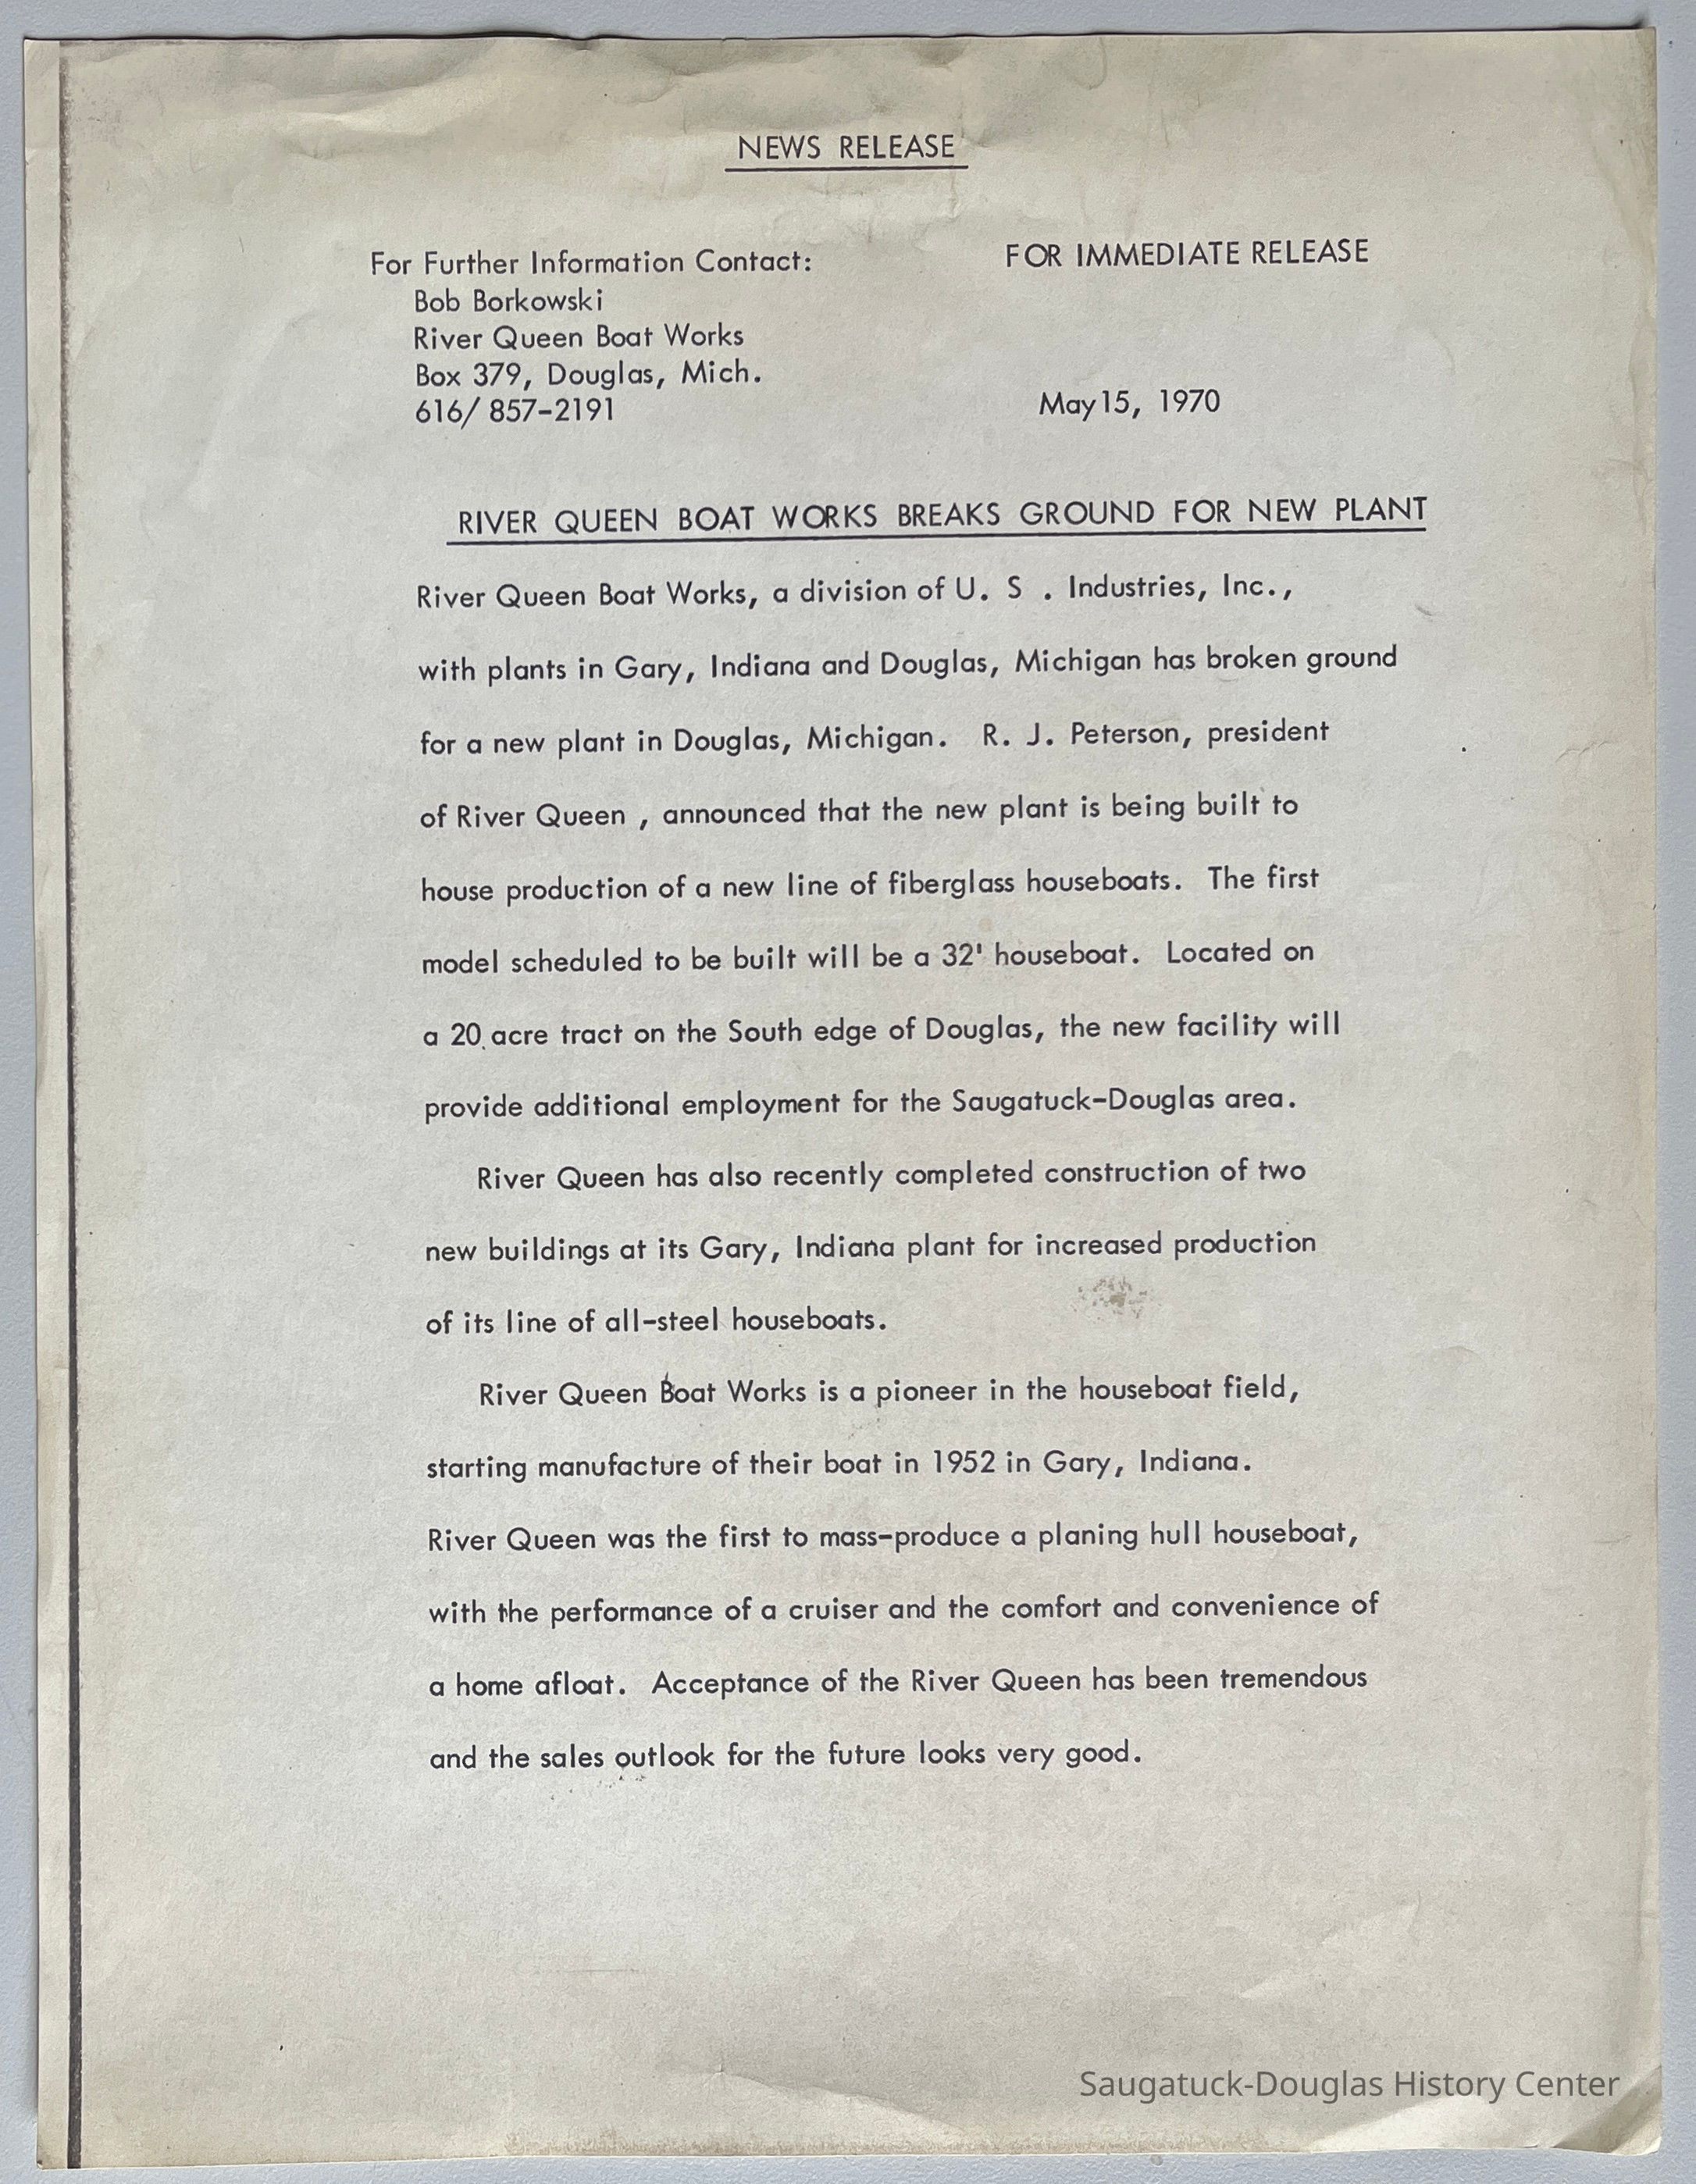 NEWS RELEASE
For Further Information Contact:
FOR IMMEDIATE RELEASE
Bob Borkowski
River Queen Boat Works
Box 379, Douglas, Mich.
616/ 857-2191
May 15, 1970
RIVER QUEEN BOAT WORKS BREAKS GROUND FOR NEW PLANT
River Queen Boat Works, a division of U. S . Industries, Inc.,
with plants in Gary, Indiana and Douglas, Michigan has broken ground
for a new plant in Douglas, Michigan. R. J. Peterson, president
of River Queen , announced that the new plant is being built to
house production of a new line of fiberglass houseboats. The first
model scheduled to be built will be a 32' houseboat. Located on
a 20 acre tract on the South edge of Douglas, the new facility will
provide additional employment for the Saugatuck-Douglas area.
River Queen has also recently completed construction of two
new buildings at its Gary, Indiana plant for increased production
of its line of all-steel houseboats.
River Queen Boat Works is a pioneer in the houseboat field,
starting manufacture of their boat in 1952 in Gary, Indiana.
River Queen was the first to mass-produce a planing hull houseboat,
with the performance of a cruiser and the comfort and convenience of
a home afloat. Acceptance of the River Queen has been tremendous
and the sales outlook for the future looks very good.
Saugatuck-Douglas History Center